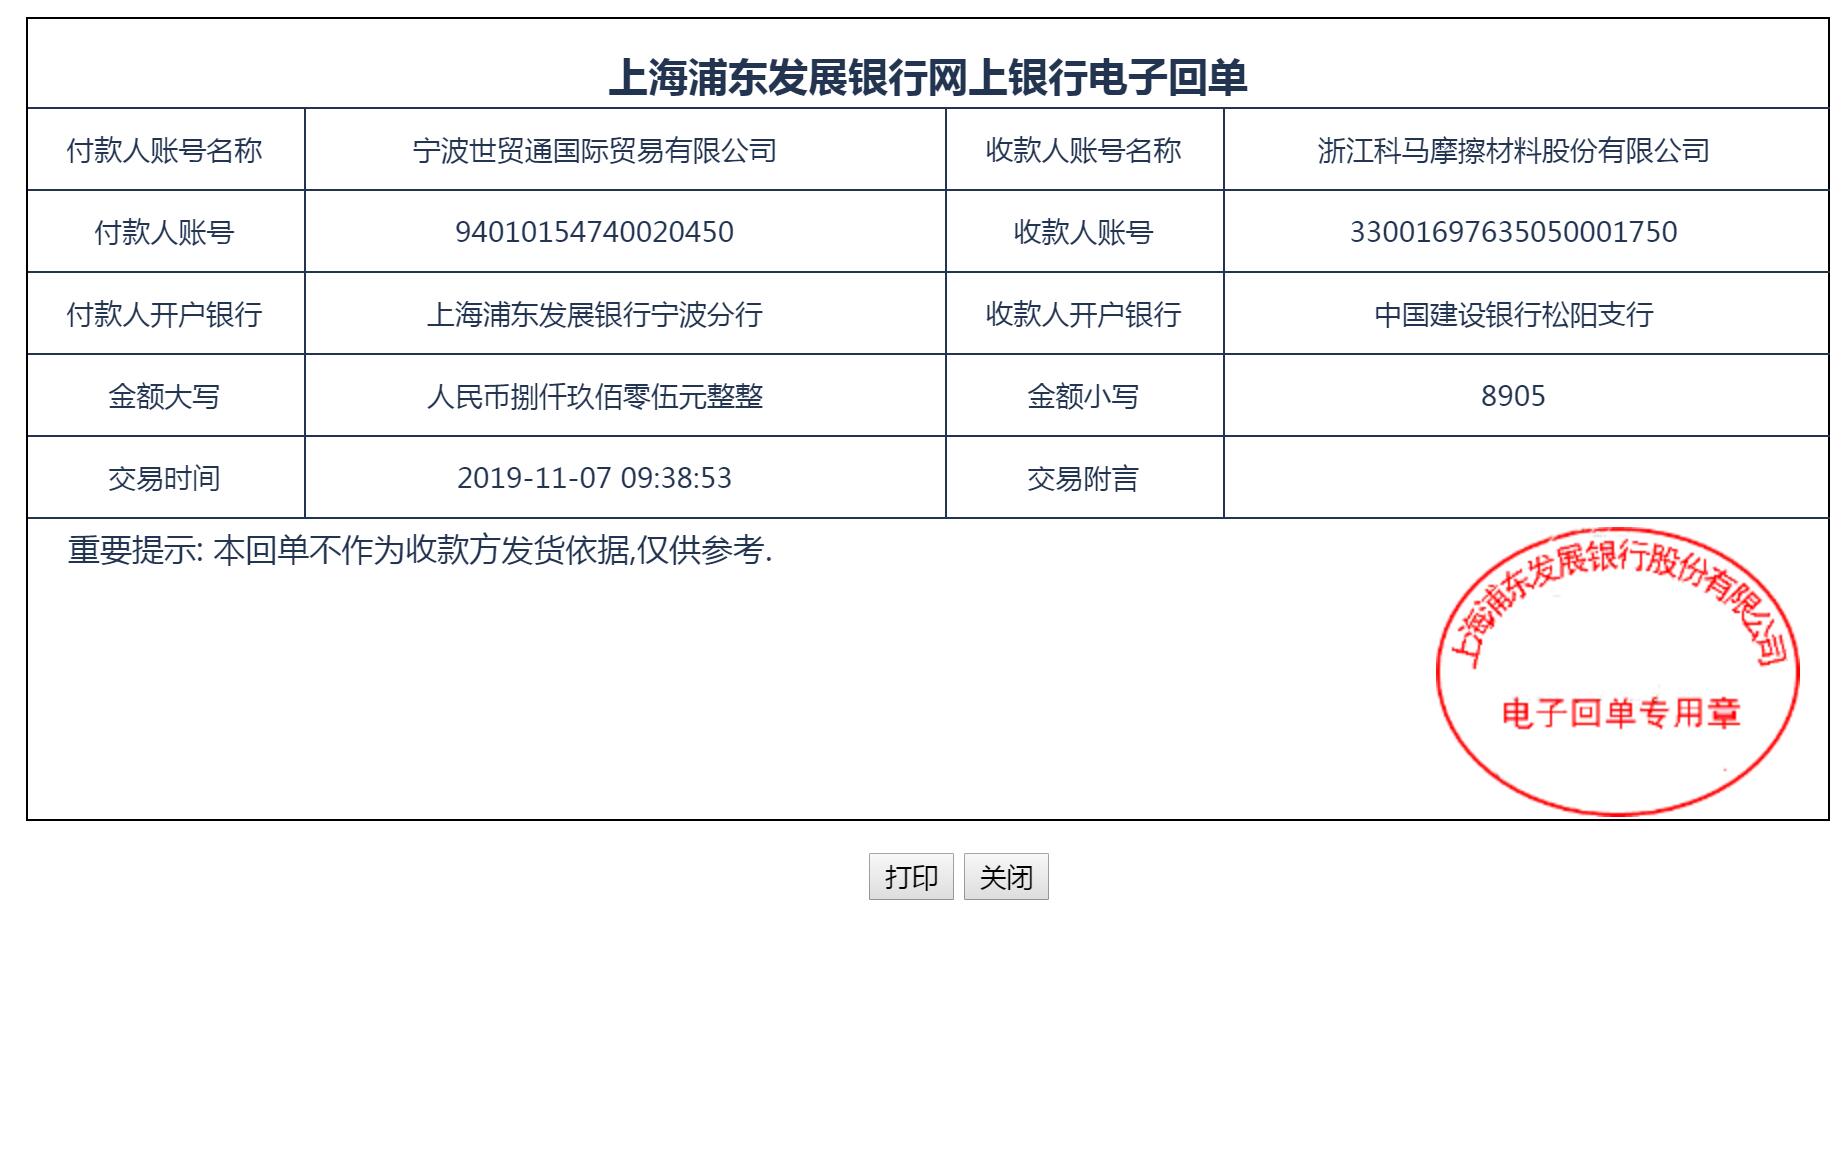 上海浦东发展银行网上银行电子回单
付款人账号名称 宁波世贸通国际贸易有限公司 收款人账号名称 浙江科马摩擦材料股份有限公司
付款人账号 94010154740020450 收款人账号 33001697635050001750
付款人开户银行 上海浦东发展银行宁波分行 收款人开户银行 中国建设银行松阳支行
金额大写 人民币捌仟玖佰零伍元整整 金额小写 8905
交易时间 2019-11-07 09:38:53 交易附言
重要提示: 本回单不作为收款方发货依据,仅供参考.
上海浦东发展银行股份有限公司
电子回单专用章
打印 关闭